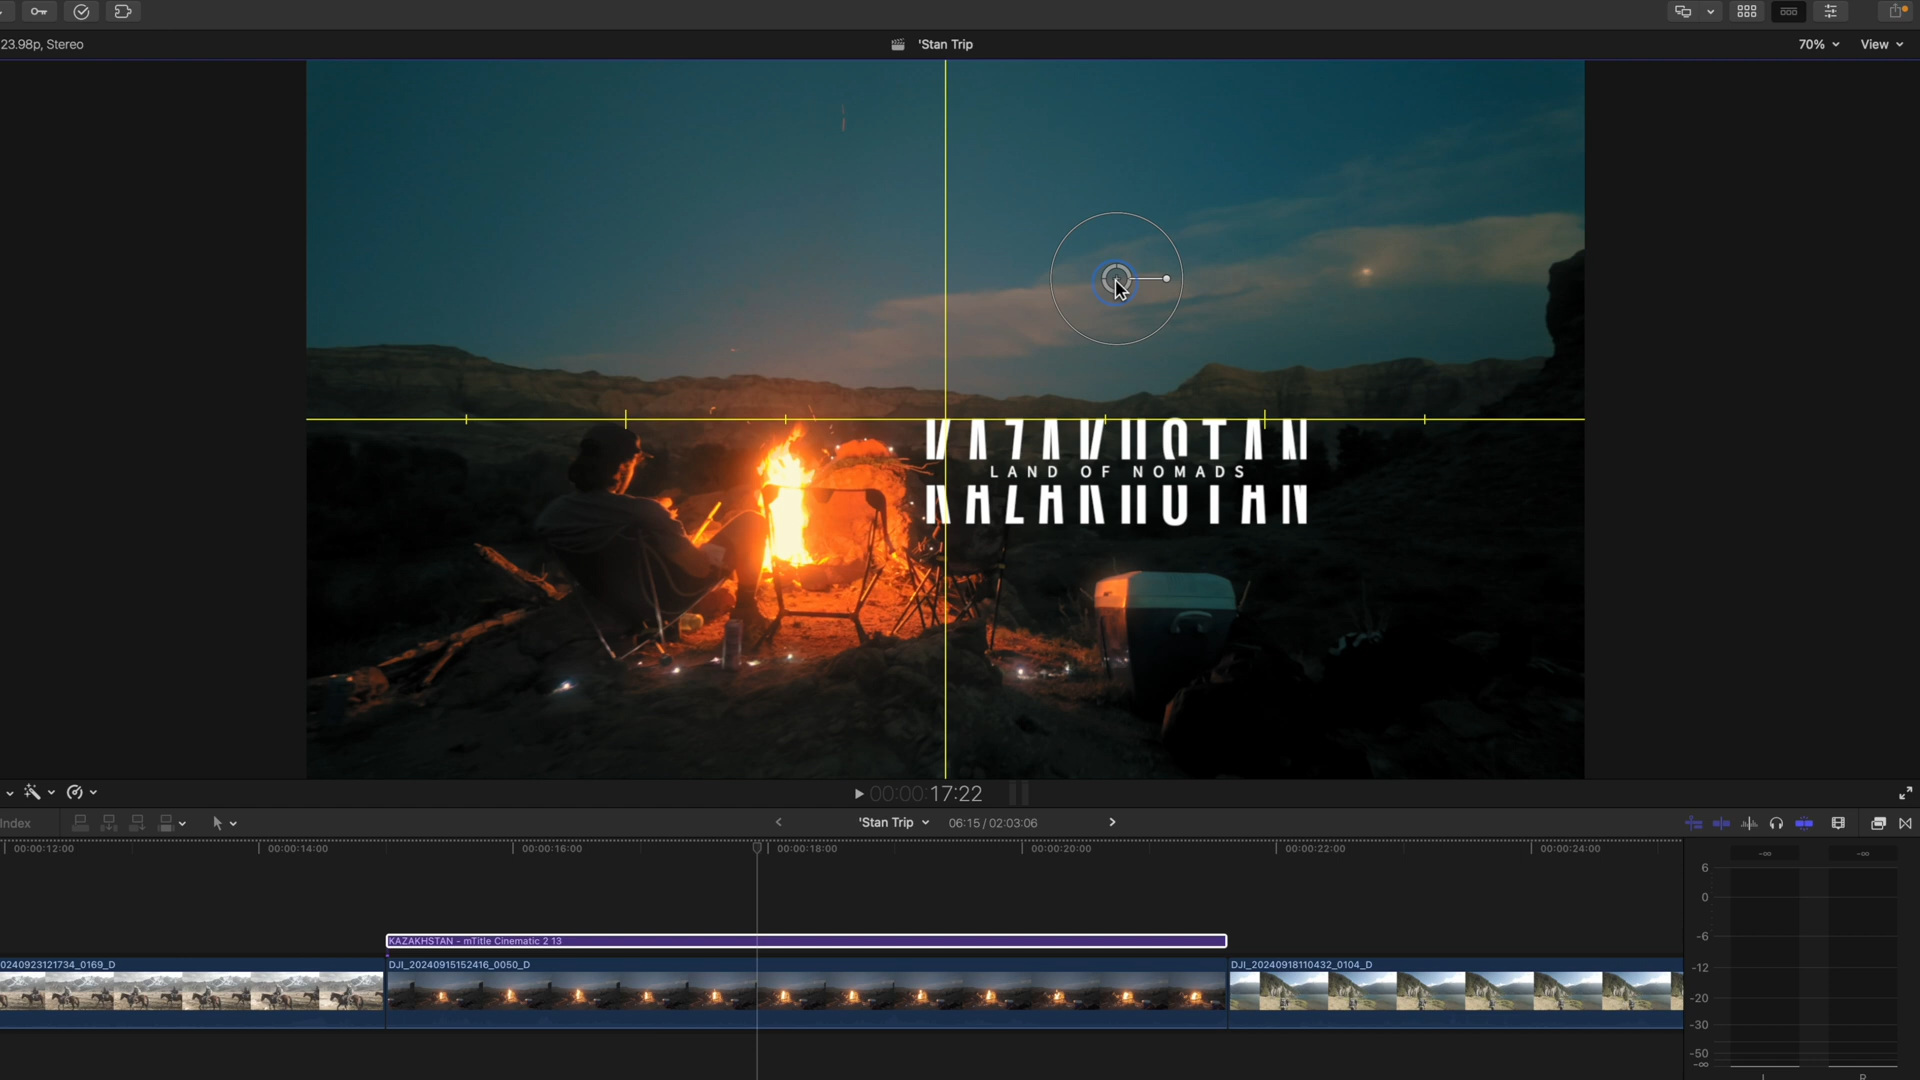 23.98p, Stereo
'Stan Trip
70%
View
KAZAKHSTAN
LAND OF NOMADS
KAZAKHSTAN
00:00:00:17:22
Index
'Stan Trip
06:15 / 02:03:06
00:00:12:00
00:00:14:00
00:00:16:00
00:00:18:00
00:00:20:00
00:00:22:00
00:00:24:00
KAZAKHSTAN - mTitle Cinematic 2 13
0240923121734_0169_D
DJI_20240915152416_0050_D
DJI_20240918110432_0104_D
-∞
-∞
6
0
-6
-12
-20
-30
-50
-∞
L
R